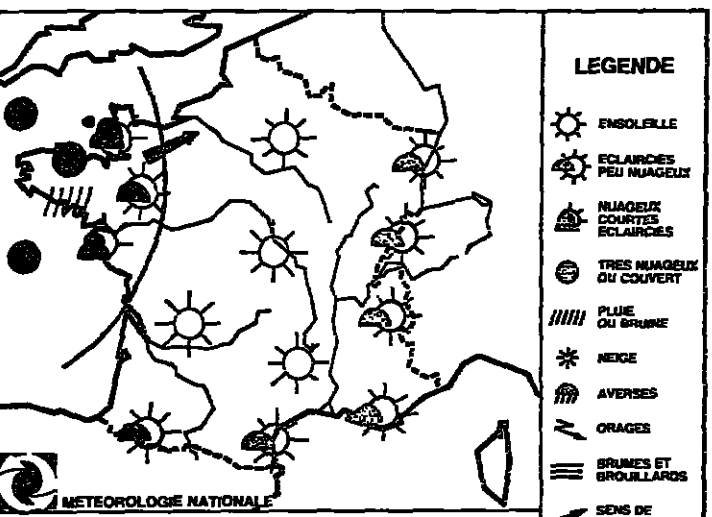 LEGENDE
ENSOLEILLE
ECLAIRCIES
PEU NUAGEUX
NUAGEUX
COURTES
ECLAIRCIES
TRES NUAGEUX
OU COUVERT
PLUIE
OU BRUINE
NEIGE
AVERSES
ORAGES
BRUMES ET
BROUILLARDS
SENS DE
METEOROLOGIE NATIONALE